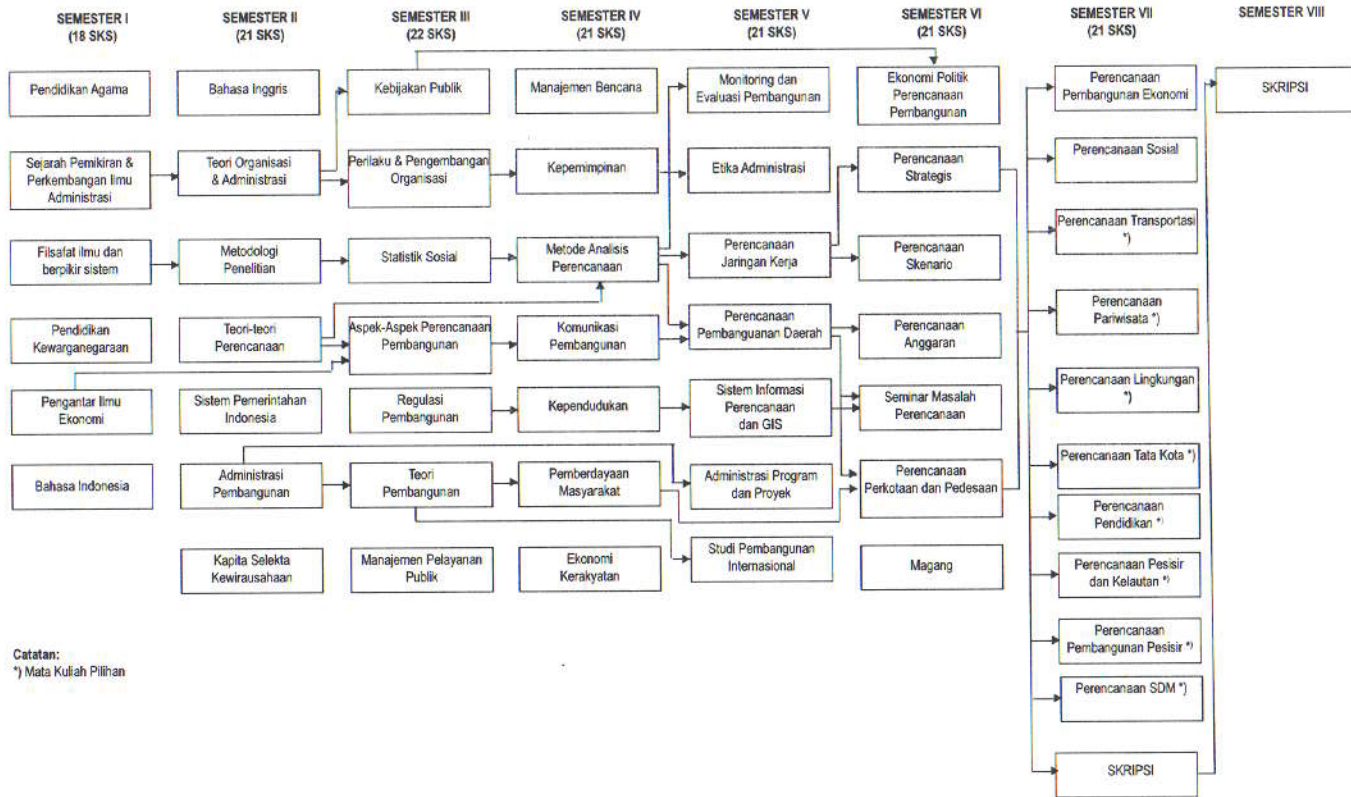 SEMESTER I
(18 SKS)
SEMESTER II
(21 SKS)
SEMESTER III
(22 SKS)
SEMESTER IV
(21 SKS)
SEMESTER V
(21 SKS)
SEMESTER VI
(21 SKS)
SEMESTER VII
(21 SKS)
SEMESTER VIII
Pendidikan Agama
Sejarah Pemikiran &
Perkembangan Ilmu
Administrasi
Filsafat ilmu dan
berpikir sistem
Pendidikan
Kewarganegaraan
Pengantar Ilmu
Ekonomi
Bahasa Indonesia
Bahasa Inggris
Teori Organisasi
& Administrasi
Metodologi
Penelitian
Teori-teori
Perencanaan
Sistem Pemerintahan
Indonesia
Administrasi
Pembangunan
Kapita Selekta
Kewirausahaan
Kebijakan Publik
Perilaku & Pengembangan
Organisasi
Statistik Sosial
Aspek-Aspek Perencanaan
Pembangunan
Regulasi
Pembangunan
Teori
Pembangunan
Manajemen Pelayanan
Publik
Manajemen Bencana
Kepemimpinan
Metode Analisis
Perencanaan
Komunikasi
Pembangunan
Kependudukan
Pemberdayaan
Masyarakat
Ekonomi
Kerakyatan
Monitoring dan
Evaluasi Pembangunan
Etika Administrasi
Perencanaan
Jaringan Kerja
Perencanaan
Pembanguanan Daerah
Sistem Informasi
Perencanaan
dan GIS
Administrasi Program
dan Proyek
Studi Pembangunan
Internasional
Ekonomi Politik
Perencanaan
Pembangunan
Perencanaan
Strategis
Perencanaan
Skenario
Perencanaan
Anggaran
Seminar Masalah
Perencanaan
Perencanaan
Perkotaan dan Pedesaan
Magang
Perencanaan
Pembangunan Ekonomi
Perencanaan Sosial
Perencanaan Transportasi
*)
Perencanaan
Pariwisata *)
Perencanaan Lingkungan
*)
Perencanaan Tata Kota *)
Perencanaan
Pendidikan *)
Perencanaan Pesisir
dan Kelautan *)
Perencanaan
Pembangunan Pesisir *)
Perencanaan SDM *)
SKRIPSI
SKRIPSI
Catatan:
*) Mata Kuliah Pilihan